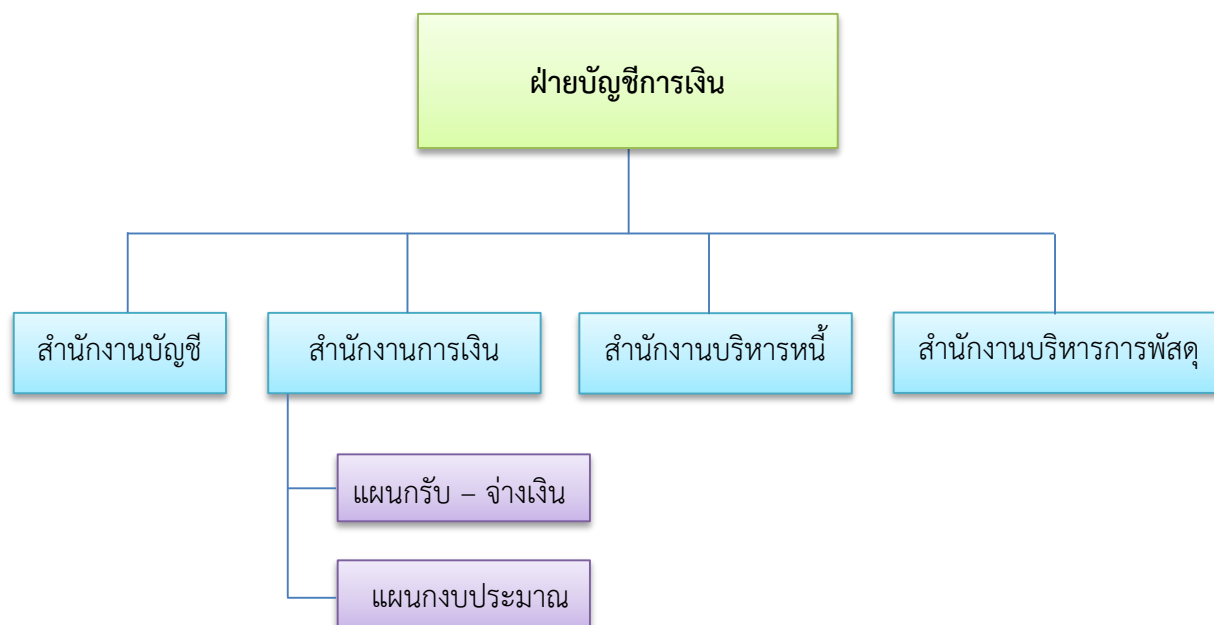 ฝ่ายบัญชีการเงิน
สำนักงานบัญชี
สำนักงานการเงิน
สำนักงานบริหารหนี้
สำนักงานบริหารการพัสดุ
แผนกรับ – จ่างเงิน
แผนกงบประมาณ